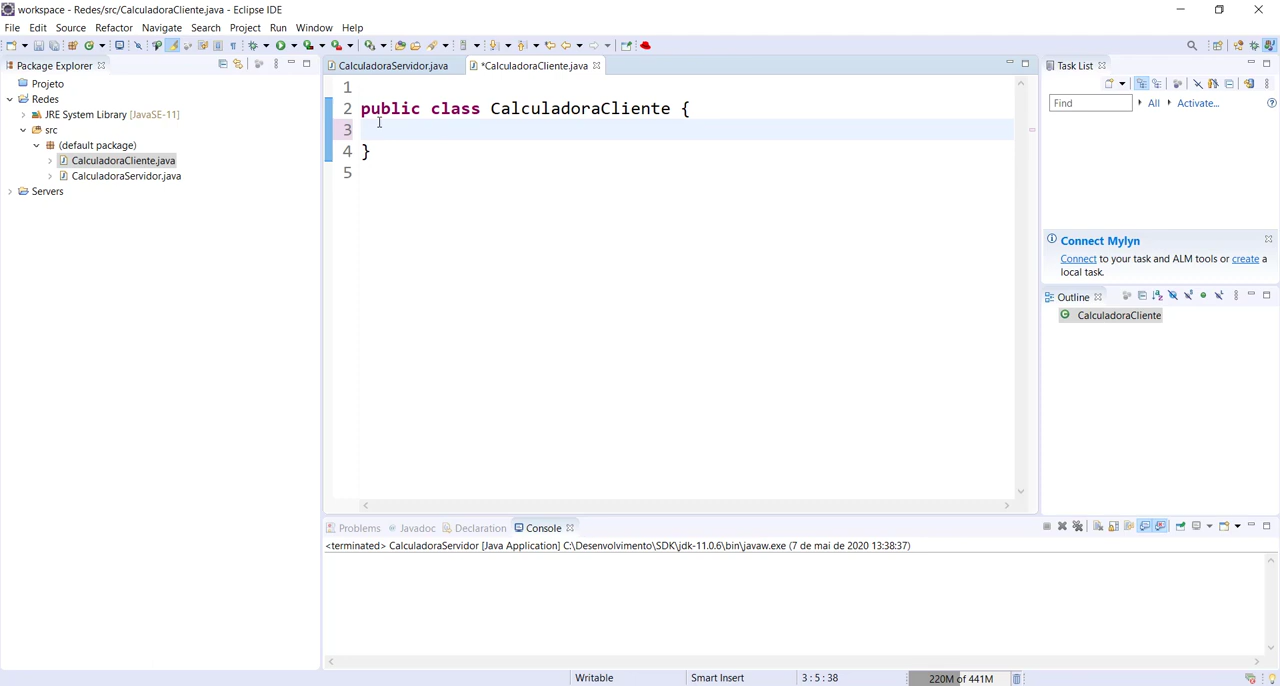 workspace - Redes/src/CalculadoraCliente.java - Eclipse IDE
File Edit Source Refactor Navigate Search Project Run Window Help
Package Explorer
Projeto
Redes
JRE System Library [JavaSE-11]
src
(default package)
CalculadoraCliente.java
CalculadoraServidor.java
Servers
CalculadoraServidor.java *CalculadoraCliente.java
1
2 public class CalculadoraCliente {
3
4 }
5
Task List
Find All Activate...
Connect Mylyn
Connect to your task and ALM tools or create a
local task.
Outline
CalculadoraCliente
Problems Javadoc Declaration Console
<terminated> CalculadoraServidor [Java Application] C:\Desenvolvimento\SDK\jdk-11.0.6\bin\javaw.exe (7 de mai de 2020 13:38:37)
Writable Smart Insert 3 : 5 : 38 220M of 441M